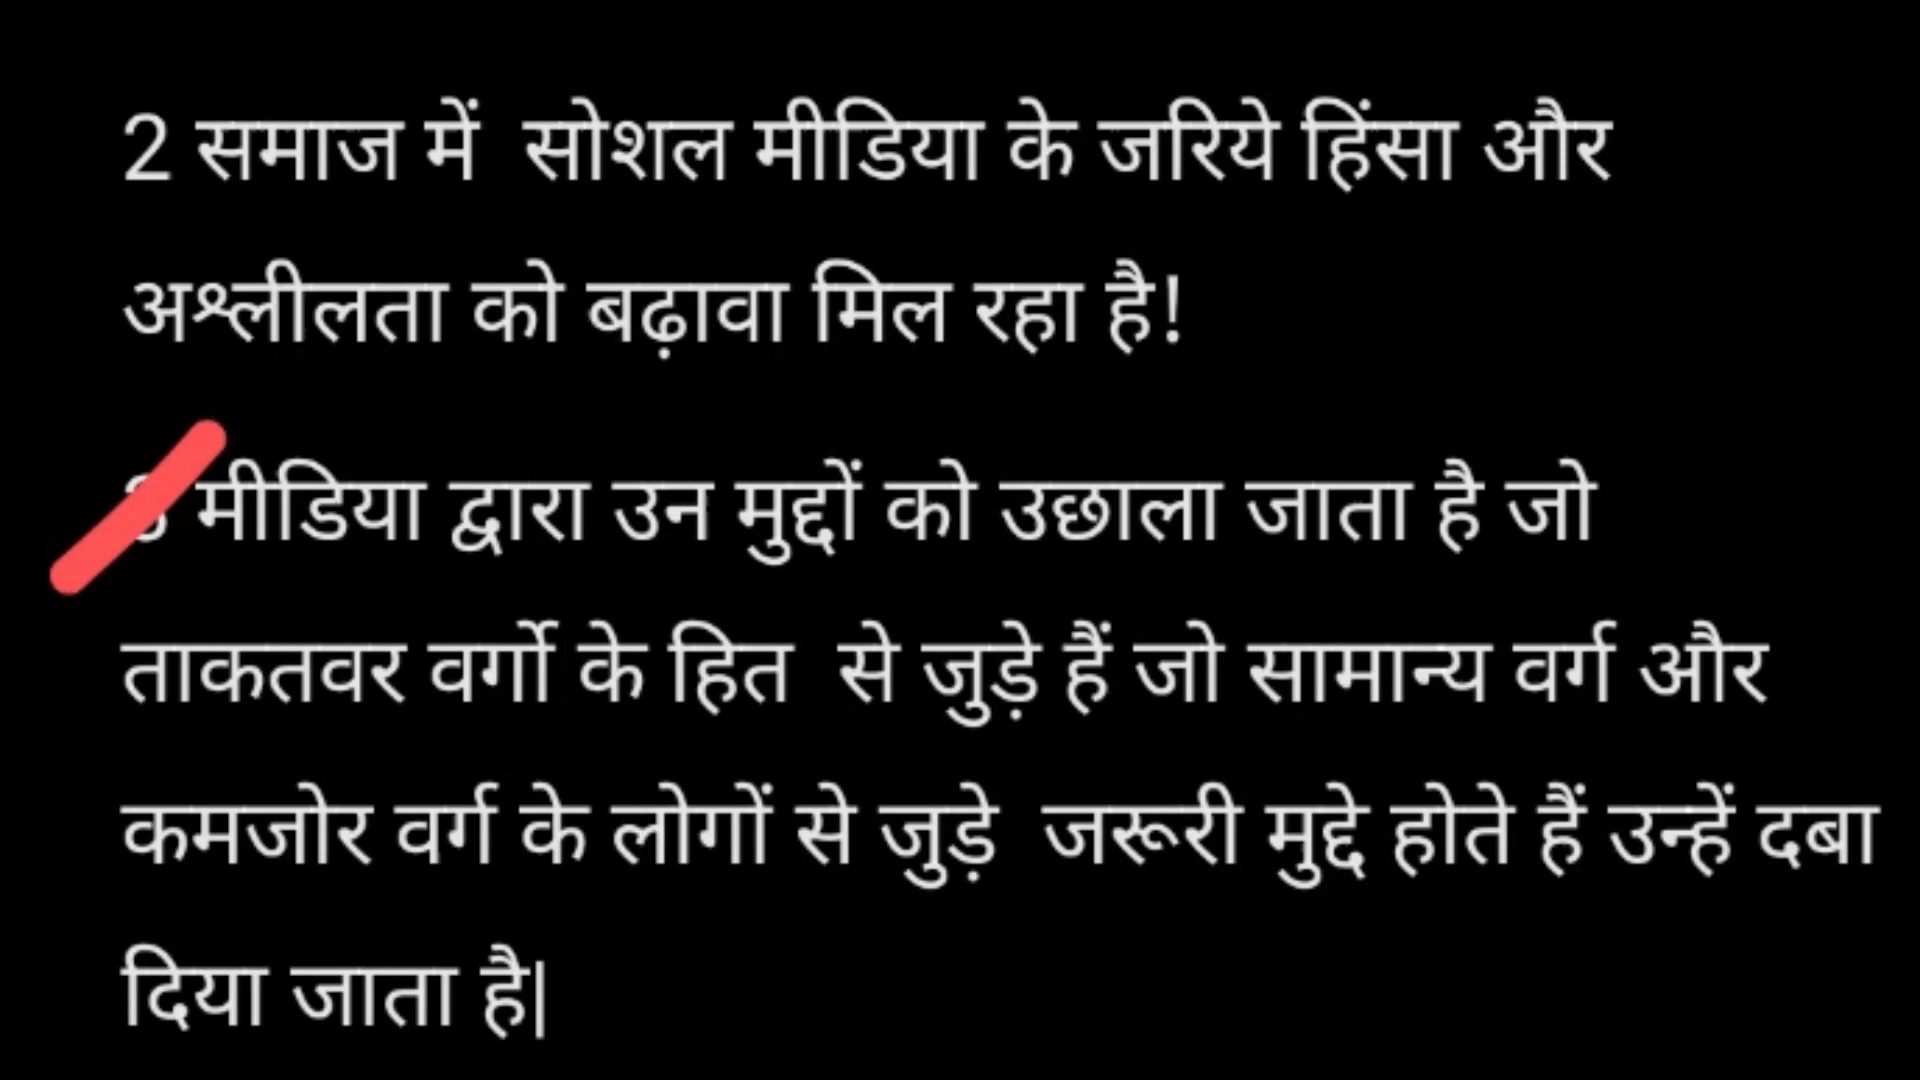 2 समाज में  सोशल मीडिया के जरिये हिंसा और
अश्लीलता को बढ़ावा मिल रहा है!
3 मीडिया द्वारा उन मुद्दों को उछाला जाता है जो
ताकतवर वर्गो के हित  से जुड़े हैं जो सामान्य वर्ग और
कमजोर वर्ग के लोगों से जुड़े  जरूरी मुद्दे होते हैं उन्हें दबा
दिया जाता है|